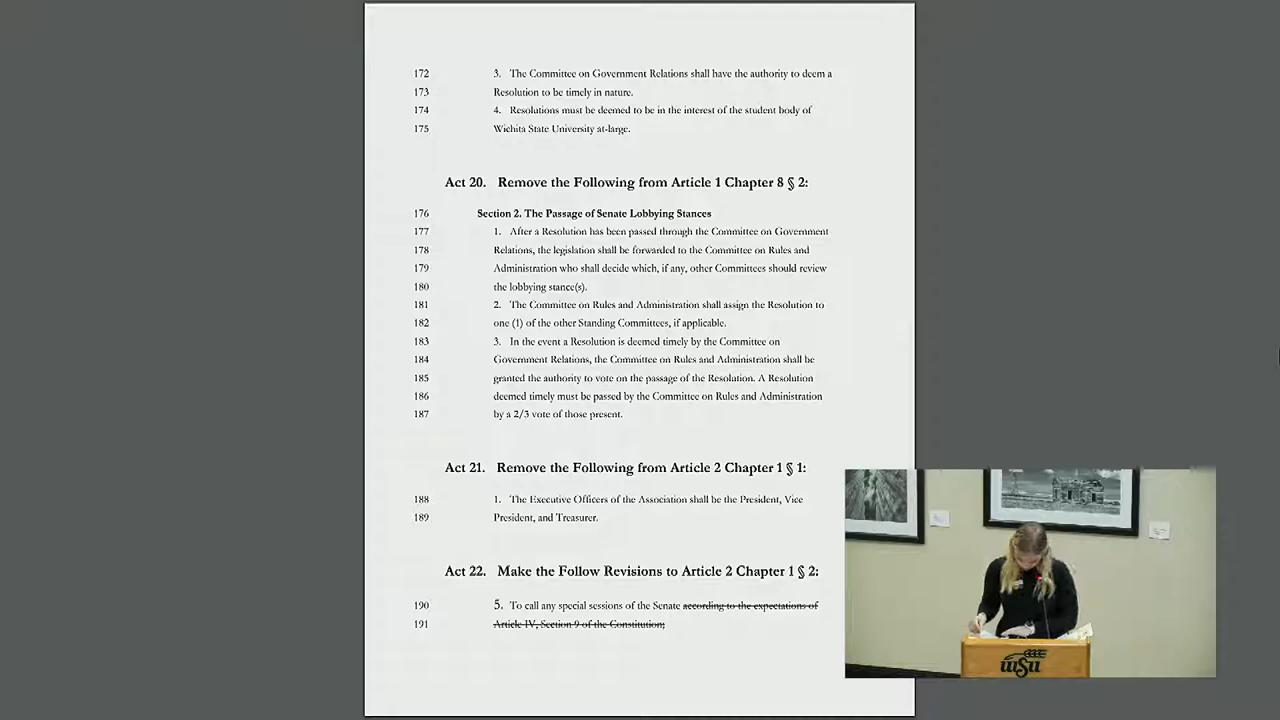 172 3. The Committee on Government Relations shall have the authority to deem a
173 Resolution to be timely in nature.
174 4. Resolutions must be deemed to be in the interest of the student body of
175 Wichita State University at-large.
Act 20. Remove the Following from Article 1 Chapter 8 § 2:
176 Section 2. The Passage of Senate Lobbying Stances
177 1. After a Resolution has been passed through the Committee on Government
178 Relations, the legislation shall be forwarded to the Committee on Rules and
179 Administration who shall decide which, if any, other Committees should review
180 the lobbying stance(s).
181 2. The Committee on Rules and Administration shall assign the Resolution to
182 one (1) of the other Standing Committees, if applicable.
183 3. In the event a Resolution is deemed timely by the Committee on
184 Government Relations, the Committee on Rules and Administration shall be
185 granted the authority to vote on the passage of the Resolution. A Resolution
186 deemed timely must be passed by the Committee on Rules and Administration
187 by a 2/3 vote of those present.
Act 21. Remove the Following from Article 2 Chapter 1 § 1:
188 1. The Executive Officers of the Association shall be the President, Vice
189 President, and Treasurer.
Act 22. Make the Follow Revisions to Article 2 Chapter 1 § 2:
190 5. To call any special sessions of the Senate according to the expectations of
191 Article IV, Section 9 of the Constitution;
WSU